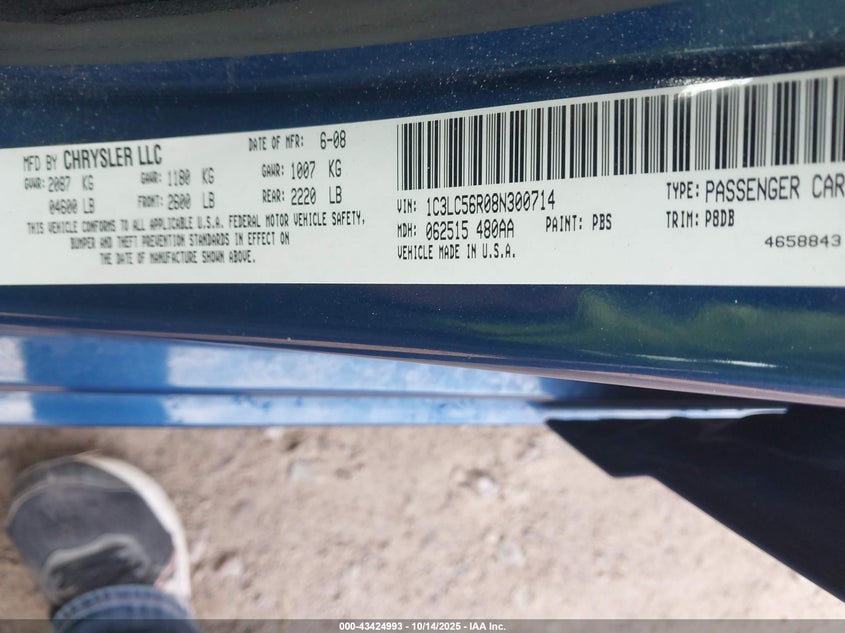 MFD BY CHRYSLER LLC DATE OF MFR: 6-08
GVWR: 2087 KG GAWR: 1180 KG GAWR: 1007 KG
04600 LB FRONT: 2600 LB REAR: 2220 LB
THIS VEHICLE CONFORMS TO ALL APPLICABLE U.S.A. FEDERAL MOTOR VEHICLE SAFETY,
BUMPER AND THEFT PREVENTION STANDARDS IN EFFECT ON
THE DATE OF MANUFACTURE SHOWN ABOVE.
VIN: 1C3LC56R08N300714 TYPE: PASSENGER CAR
MDH: 062515 480AA PAINT: PBS TRIM: P8DB
VEHICLE MADE IN U.S.A. 4658843
000-43424993 - 10/14/2025 - IAA Inc.